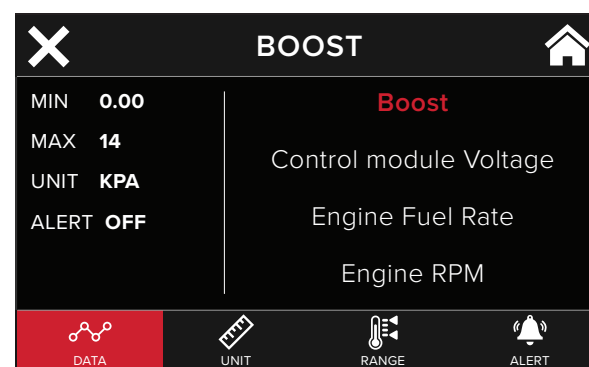 BOOST
MIN 0.00
MAX 14
UNIT KPA
ALERT OFF
Boost
Control module Voltage
Engine Fuel Rate
Engine RPM
DATA
UNIT
RANGE
ALERT